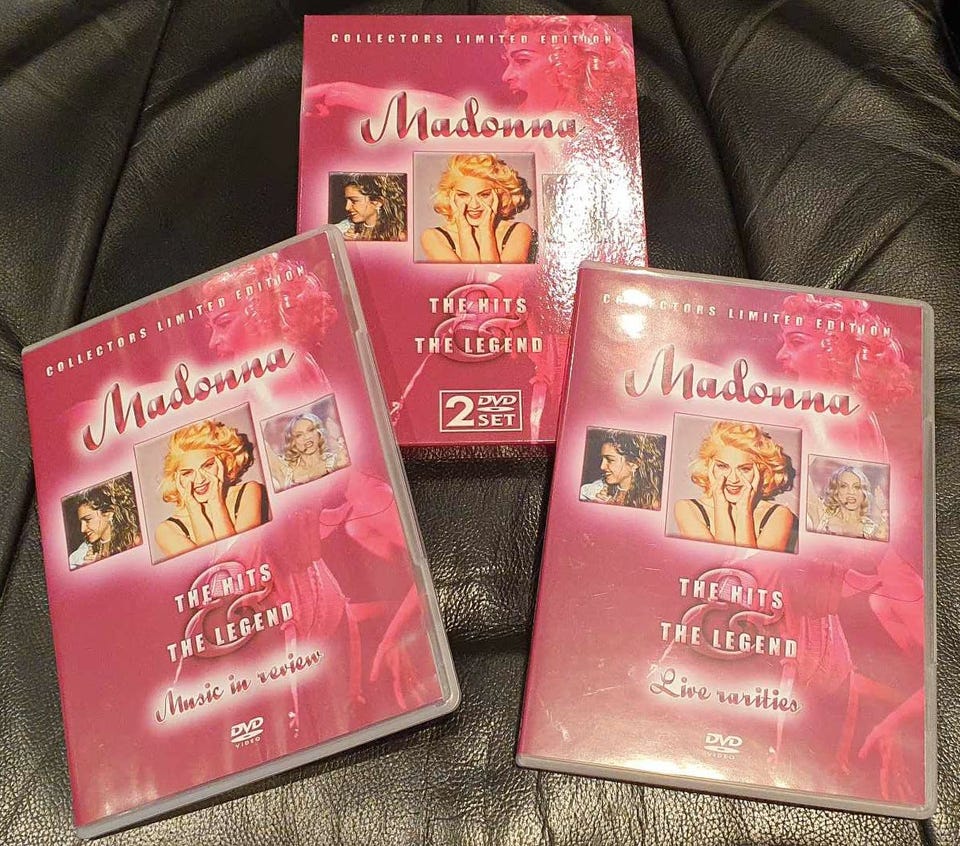 COLLECTORS LIMITED EDITION
Madonna
THE HITS
&
THE LEGEND
2 DVD
SET
COLLECTORS LIMITED EDITION
Madonna
THE HITS
&
THE LEGEND
Music in review
DVD
VIDEO
COLLECTORS LIMITED EDITION
Madonna
THE HITS
&
THE LEGEND
Live rarities
DVD
VIDEO